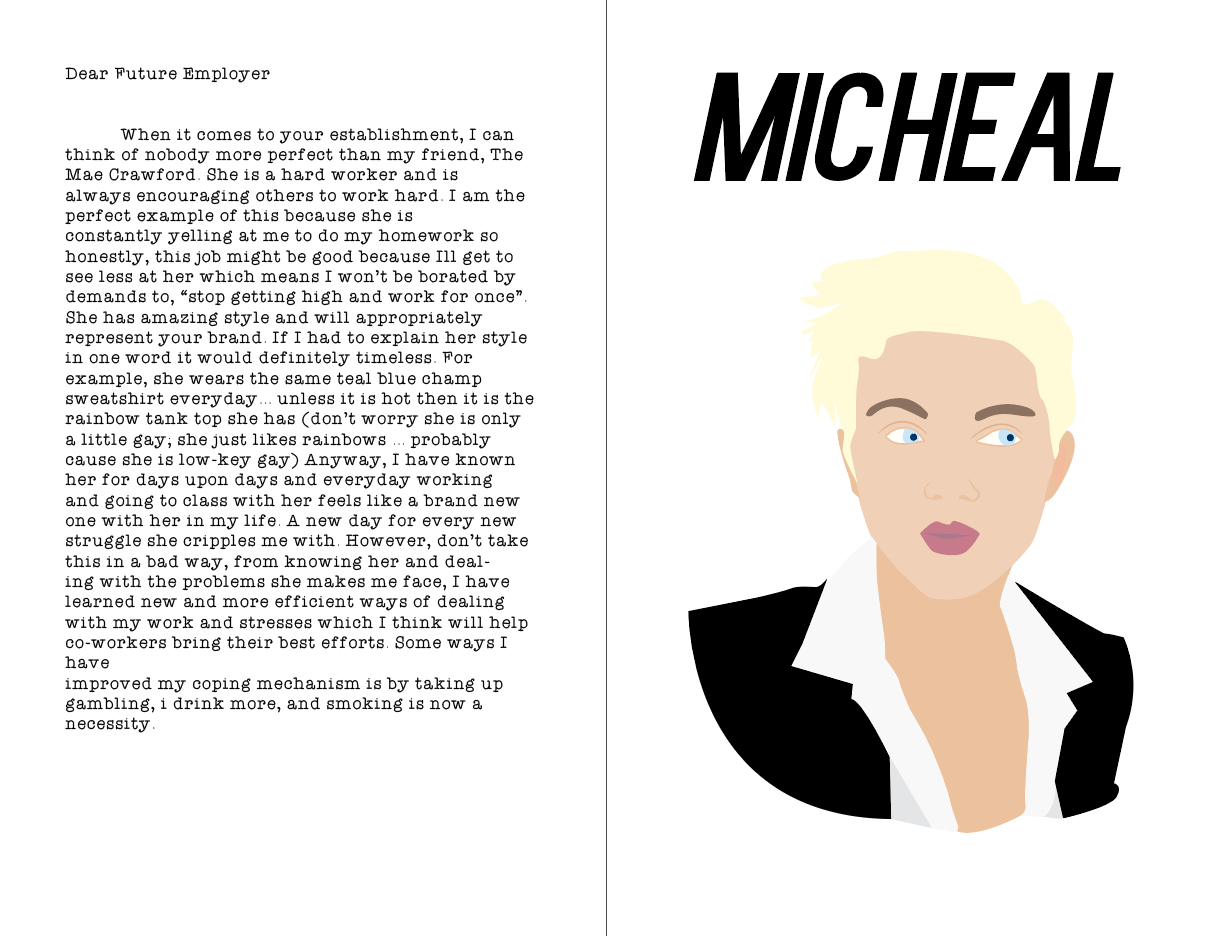 Dear Future Employer
When it comes to your establishment, I can
think of nobody more perfect than my friend, The
Mae Crawford. She is a hard worker and is
always encouraging others to work hard. I am the
perfect example of this because she is
constantly yelling at me to do my homework so
honestly, this job might be good because Ill get to
see less at her which means I won't be borated by
demands to, “stop getting high and work for once”.
She has amazing style and will appropriately
represent your brand. If I had to explain her style
in one word it would definitely timeless. For
example, she wears the same teal blue champ
sweatshirt everyday... unless it is hot then it is the
rainbow tank top she has (don't worry she is only
a little gay; she just likes rainbows ... probably
cause she is low-key gay) Anyway, I have known
her for days upon days and everyday working
and going to class with her feels like a brand new
one with her in my life. A new day for every new
struggle she cripples me with. However, don't take
this in a bad way, from knowing her and deal-
ing with the problems she makes me face, I have
learned new and more efficient ways of dealing
with my work and stresses which I think will help
co-workers bring their best efforts. Some ways I
have
improved my coping mechanism is by taking up
gambling, i drink more, and smoking is now a
necessity.
MICHEAL